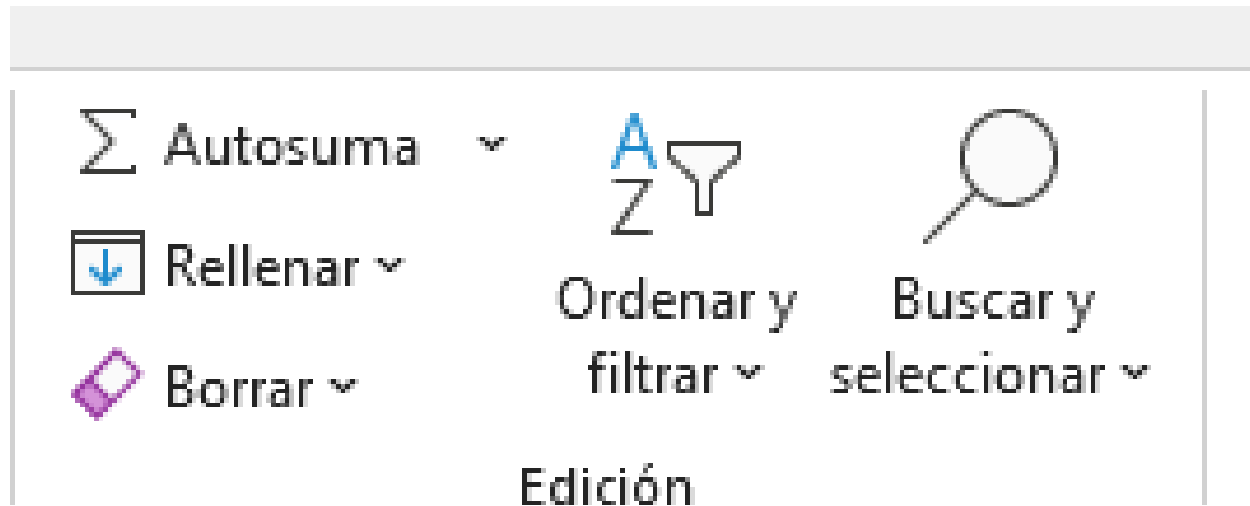 Autosuma
Rellenar
Borrar
Ordenar y
filtrar
Buscar y
seleccionar
Edición